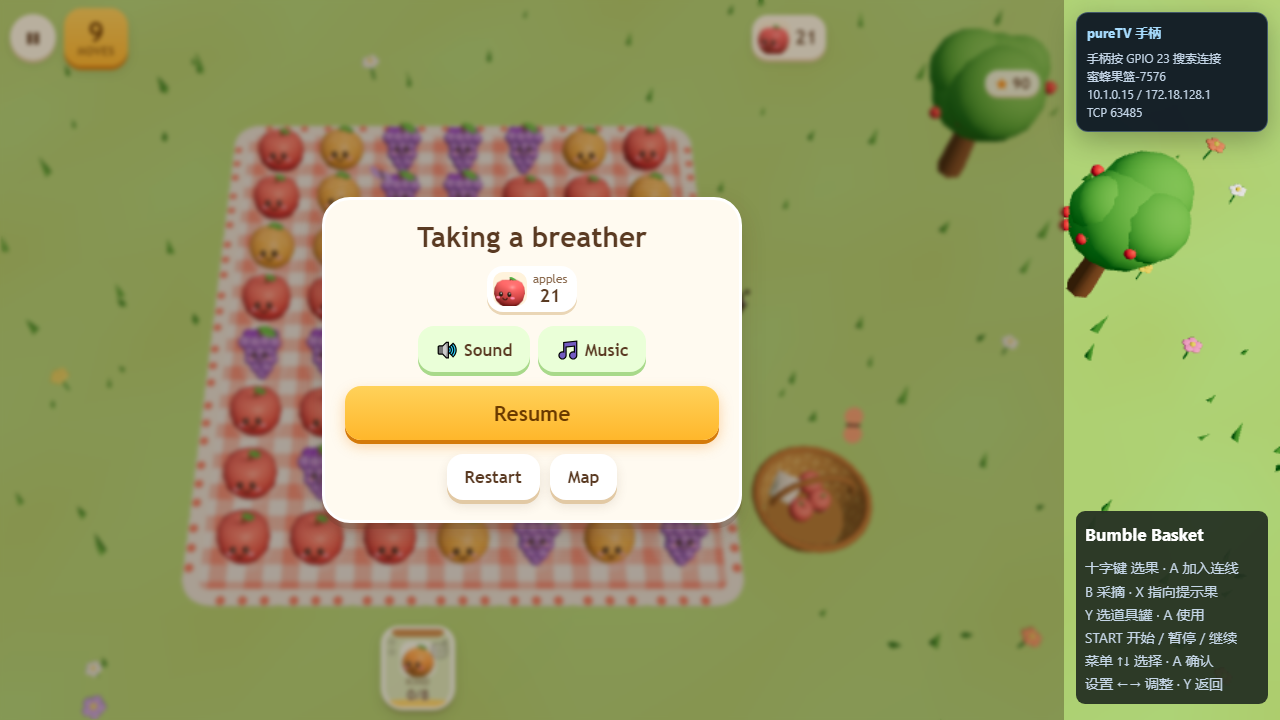 9
21
90
Taking a breather
apples
21
Sound
Music
Resume
Restart
Map
0/8
pureTV 手柄
手柄按 GPIO 23 搜索连接
蜜蜂果篮-7576
10.1.0.15 / 172.18.128.1
TCP 63485
Bumble Basket
十字键 选果 · A 加入连线
B 采摘 · X 指向提示果
Y 选道具罐 · A 使用
START 开始 / 暂停 / 继续
菜单 ↑↓ 选择 · A 确认
设置 ←→ 调整 · Y 返回